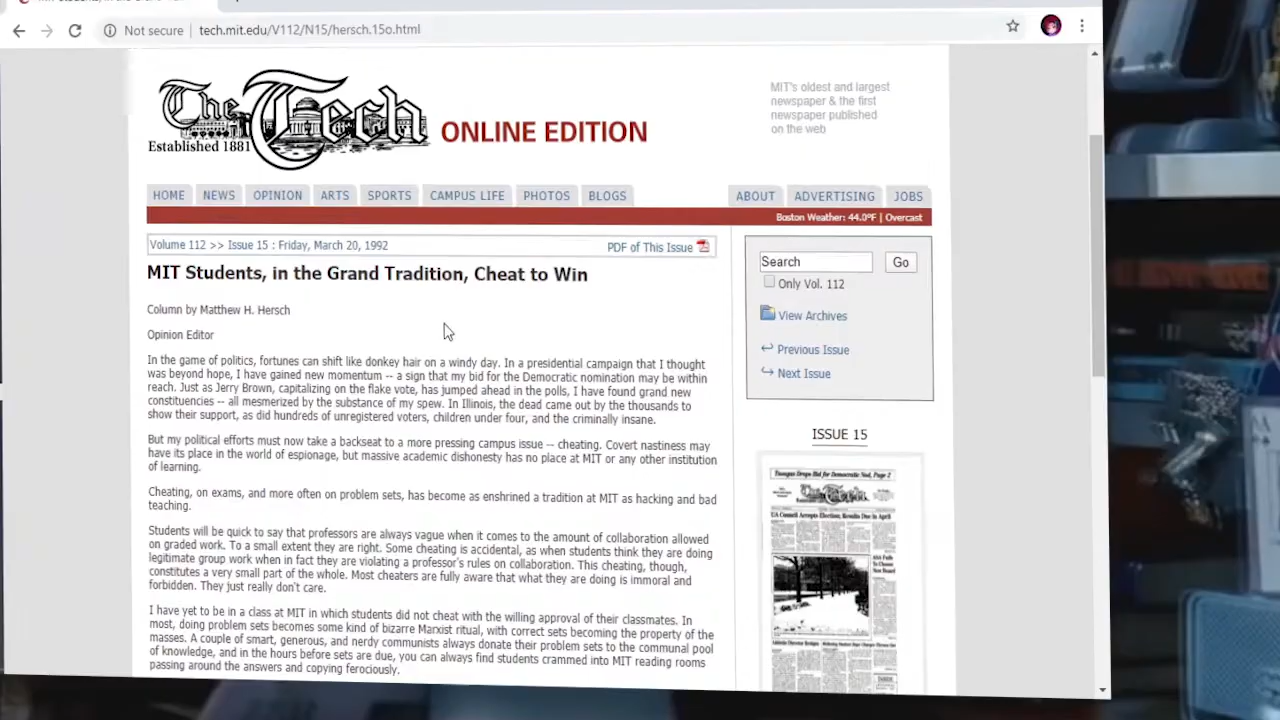 Not secure | tech.mit.edu/V112/N15/hersch.15o.html
The Tech
Established 1881
ONLINE EDITION
MIT's oldest and largest
newspaper & the first
newspaper published
on the web
HOME NEWS OPINION ARTS SPORTS CAMPUS LIFE PHOTOS BLOGS ABOUT ADVERTISING JOBS
Boston Weather: 44.0°F | Overcast
Volume 112 >> Issue 15 : Friday, March 20, 1992 PDF of This Issue
MIT Students, in the Grand Tradition, Cheat to Win
Column by Matthew H. Hersch
Opinion Editor
In the game of politics, fortunes can shift like donkey hair on a windy day. In a presidential campaign that I thought
was beyond hope, I have gained new momentum -- a sign that my bid for the Democratic nomination may be within
reach. Just as Jerry Brown, capitalizing on the flake vote, has jumped ahead in the polls, I have found grand new
constituencies -- all mesmerized by the substance of my spew. In Illinois, the dead came out by the thousands to
show their support, as did hundreds of unregistered voters, children under four, and the criminally insane.
But my political efforts must now take a backseat to a more pressing campus issue -- cheating. Covert nastiness may
have its place in the world of espionage, but massive academic dishonesty has no place at MIT or any other institution
of learning.
Cheating, on exams, and more often on problem sets, has become as enshrined a tradition at MIT as hacking and bad
teaching.
Students will be quick to say that professors are always vague when it comes to the amount of collaboration allowed
on graded work. To a small extent they are right. Some cheating is accidental, as when students think they are doing
legitimate group work when in fact they are violating a professor's rules on collaboration. This cheating, though,
constitutes a very small part of the whole. Most cheaters are fully aware that what they are doing is immoral and
forbidden. They just really don't care.
I have yet to be in a class at MIT in which students did not cheat with the willing approval of their classmates. In
most, doing problem sets becomes some kind of bizarre Marxist ritual, with correct sets becoming the property of the
masses. A couple of smart, generous, and nerdy communists always donate their problem sets to the communal pool
of knowledge, and in the hours before sets are due, you can always find students crammed into MIT reading rooms
passing around the answers and copying ferociously.
Search Go
Only Vol. 112
View Archives
Previous Issue
Next Issue
ISSUE 15
Tsongas Drops Bid for Democratic Nod, Page 2
The Tech
UA Council Accepts Election; Results Due in April